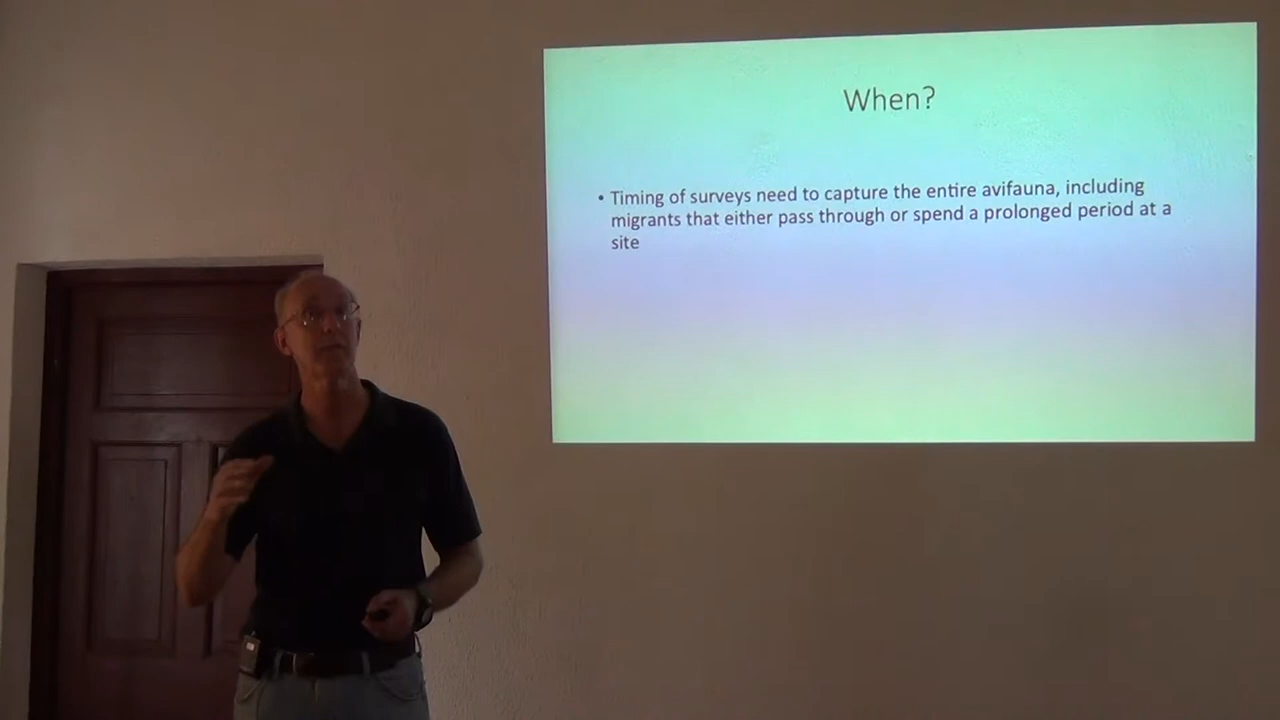 When?
• Timing of surveys need to capture the entire avifauna, including
migrants that either pass through or spend a prolonged period at a
site